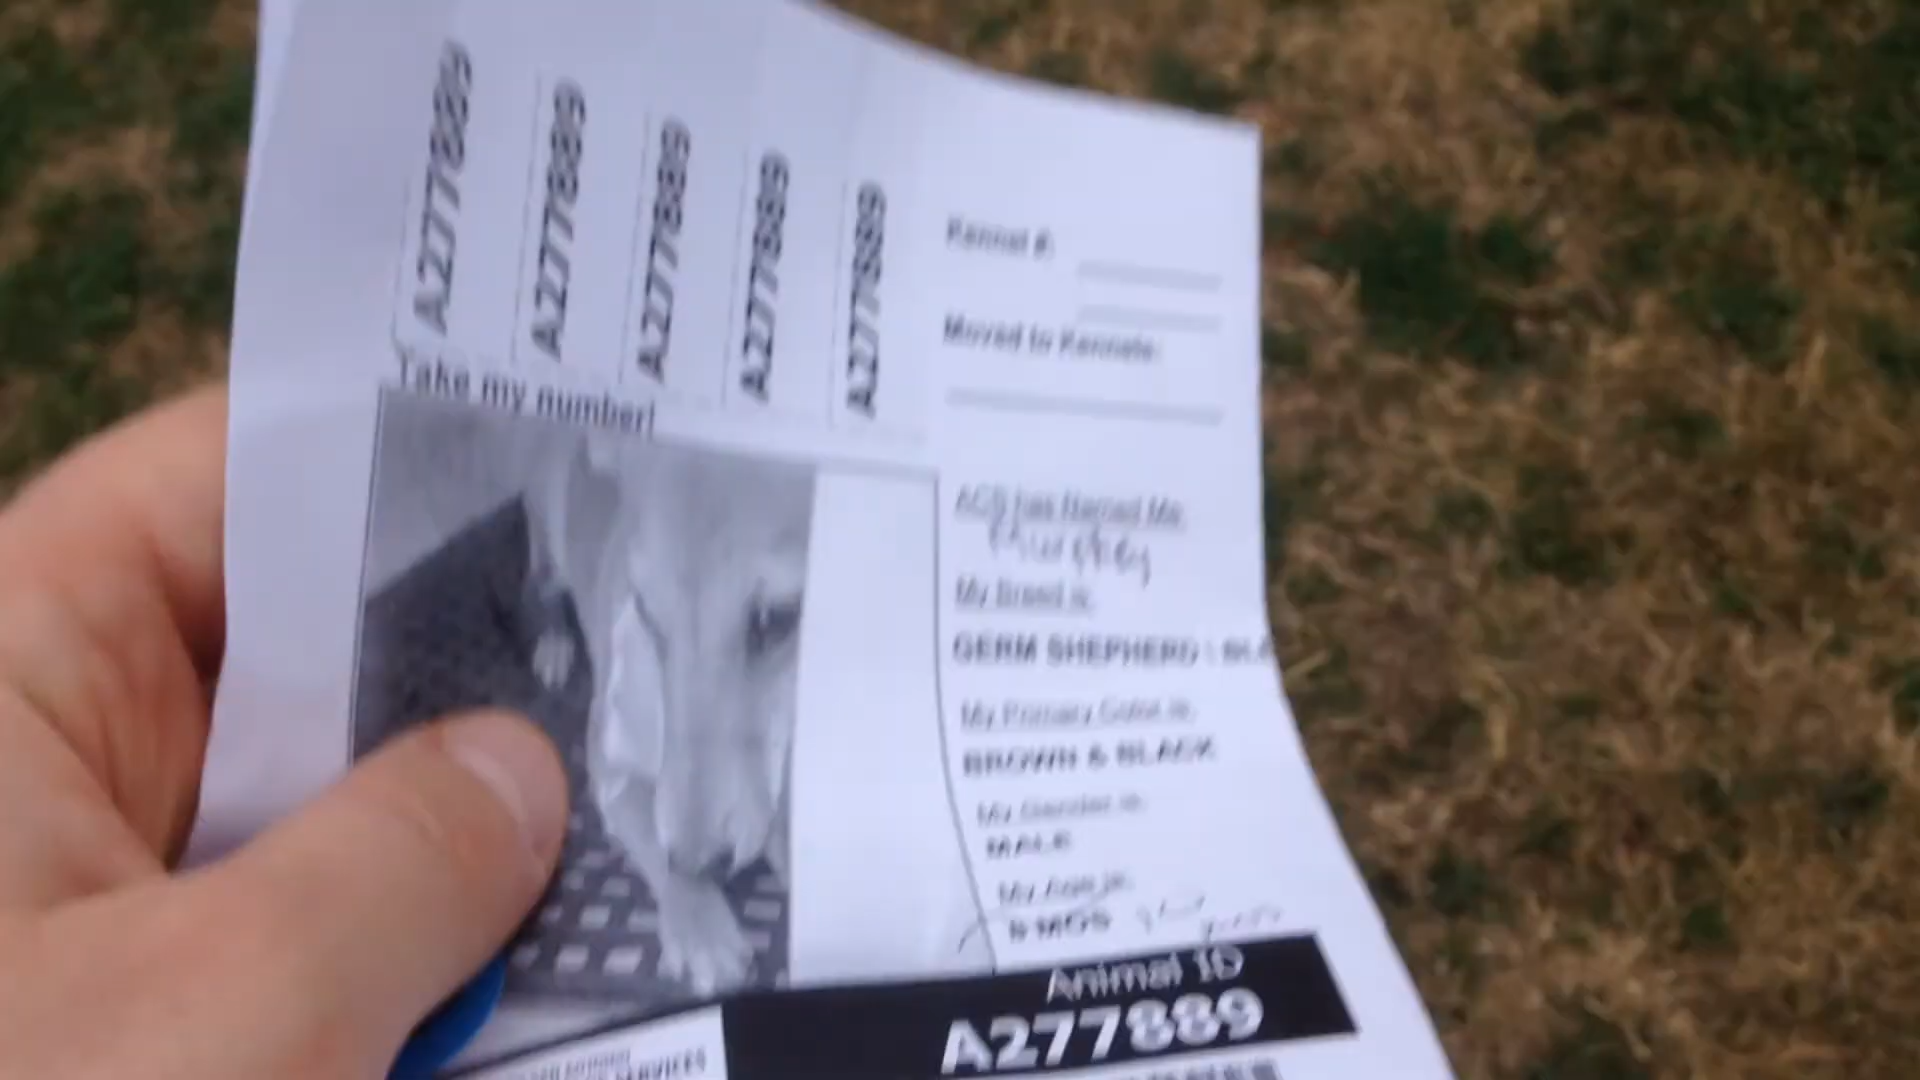 A277889
A277889
A277889
A277889
A277889
Take my number!
Kennel #:
Moved to Kennels:
ACS has Named Me
My Breed is:
GERM SHEPHERD
My Primary Color is:
BROWN & BLACK
My Gender is:
MALE
My Age is:
MOS
Animal ID
A277889
SERVICES